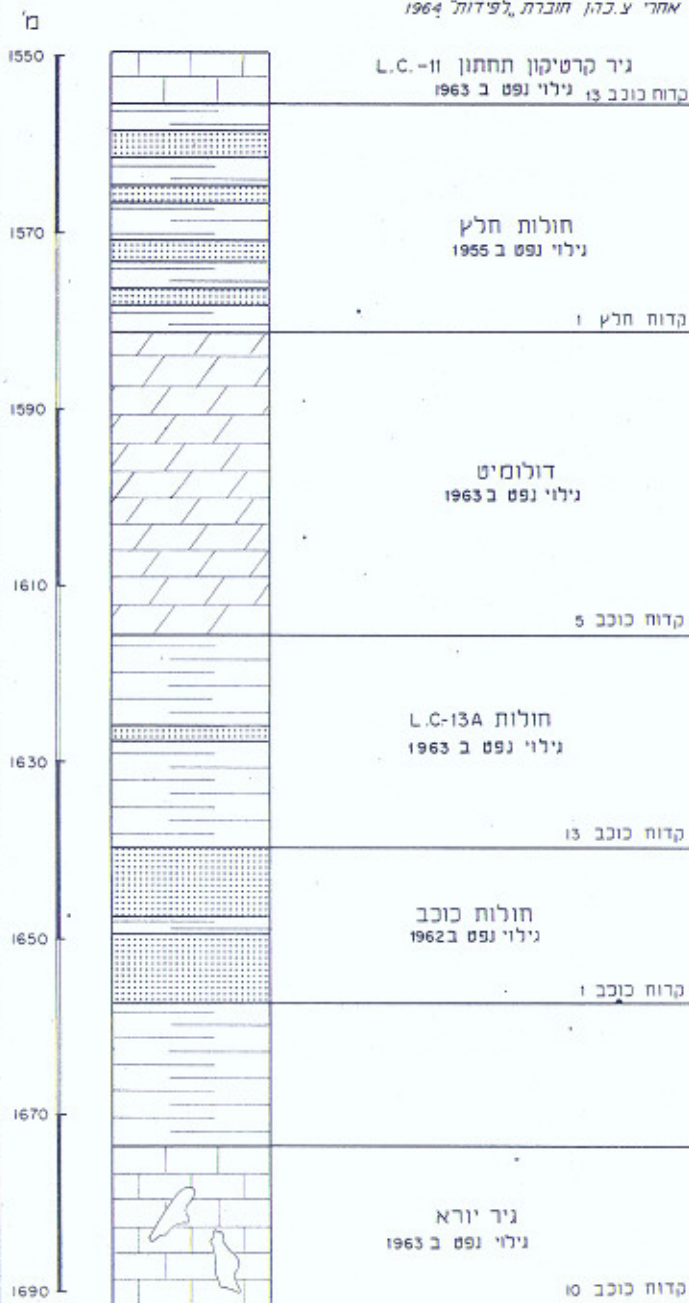 אחרי צ.כהן חוברת „לפידות” 1964
מ'
1550
גיר קרטיקון תחתון L.C.-11
גילוי נפט ב 1963
קדוח כוכב 13
1570
חולות חלץ
גילוי נפט ב 1955
קדוח חלץ 1
1590
דולומיט
גילוי נפט ב 1963
1610
קדוח כוכב 5
חולות L.C-13A
גילוי נפט ב 1963
1630
קדוח כוכב 13
חולות כוכב
גילוי נפט ב 1962
1650
קדוח כוכב 1
1670
גיר יורא
גילוי נפט ב 1963
קדוח כוכב 10
1690